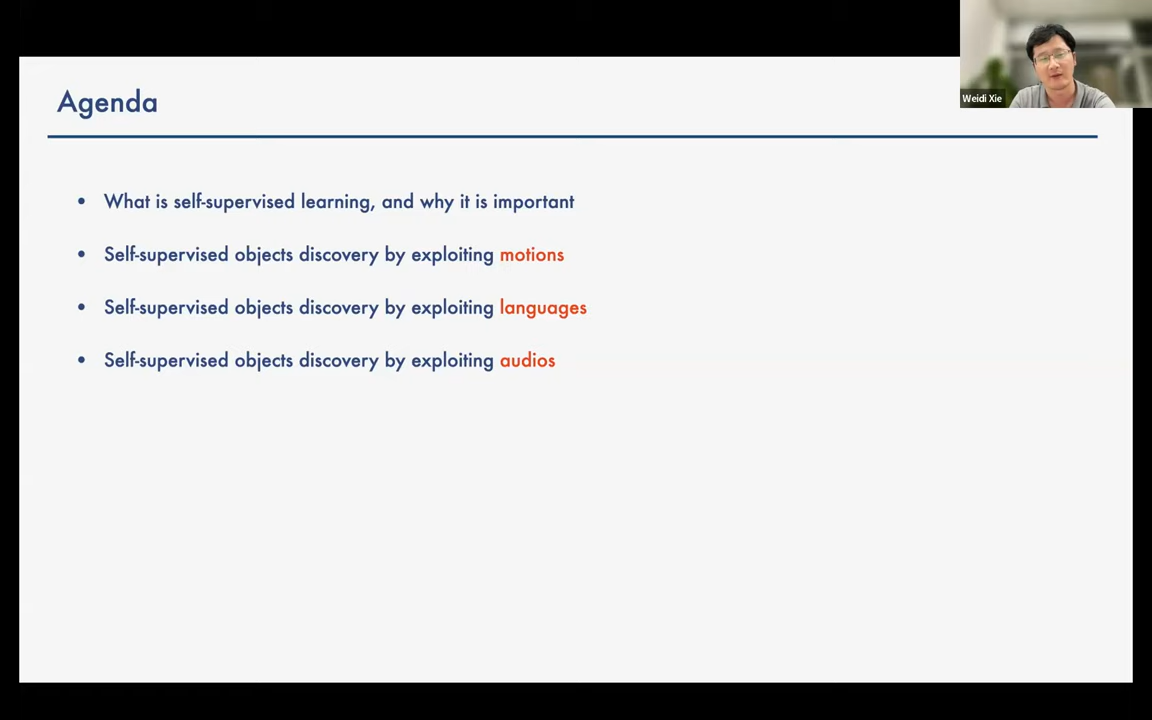 Agenda
Weidi Xie
• What is self-supervised learning, and why it is important
• Self-supervised objects discovery by exploiting motions
• Self-supervised objects discovery by exploiting languages
• Self-supervised objects discovery by exploiting audios